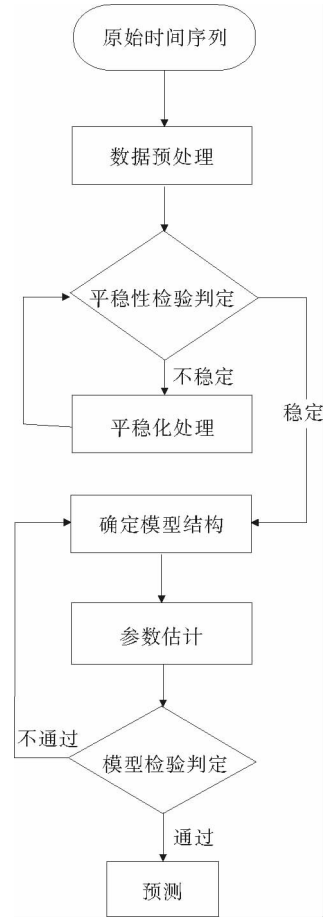 原始时间序列
数据预处理
平稳性检验判定
不稳定
平稳化处理
稳定
确定模型结构
参数估计
不通过
模型检验判定
通过
预测